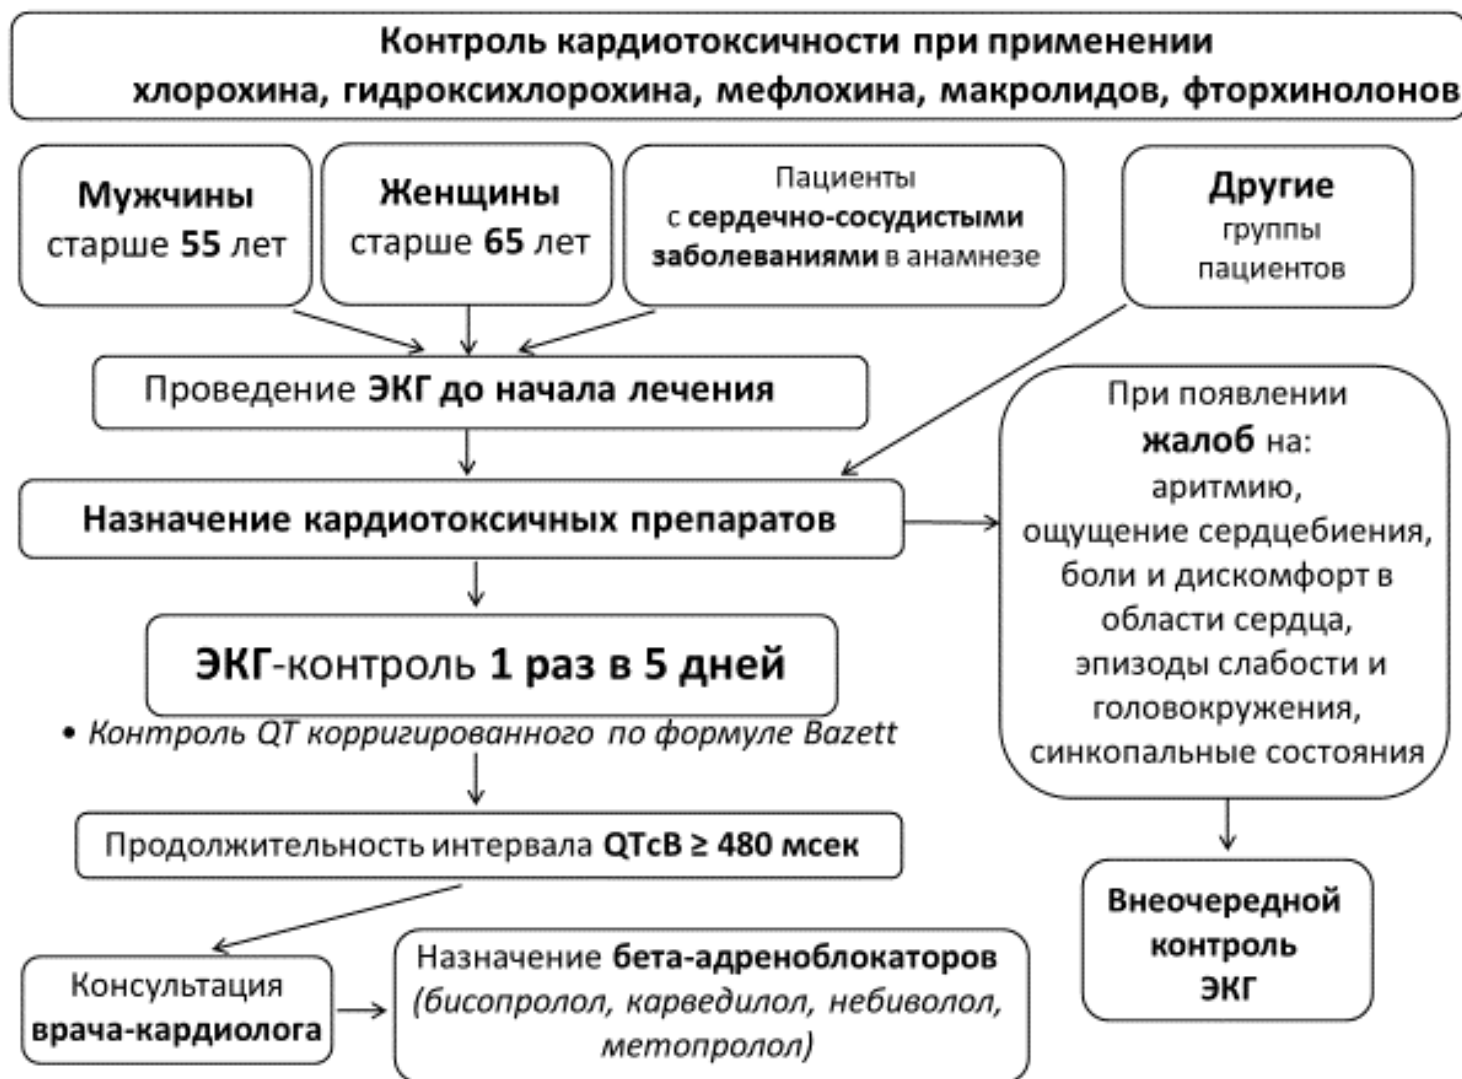 Контроль кардиотоксичности при применении
хлорохина, гидроксихлорохина, мефлохина, макролидов, фторхинолонов
Мужчины
старше 55 лет
Женщины
старше 65 лет
Пациенты
с сердечно-сосудистыми
заболеваниями в анамнезе
Другие
группы
пациентов
Проведение ЭКГ до начала лечения
Назначение кардиотоксичных препаратов
При появлении
жалоб на:
аритмию,
ощущение сердцебиения,
боли и дискомфорт в
области сердца,
эпизоды слабости и
головокружения,
синкопальные состояния
ЭКГ-контроль 1 раз в 5 дней
• Контроль QT корригированного по формуле Bazett
Продолжительность интервала QTcB ≥ 480 мсек
Консультация
врача-кардиолога
Назначение бета-адреноблокаторов
(бисопролол, карведилол, небиволол,
метопролол)
Внеочередной
контроль
ЭКГ